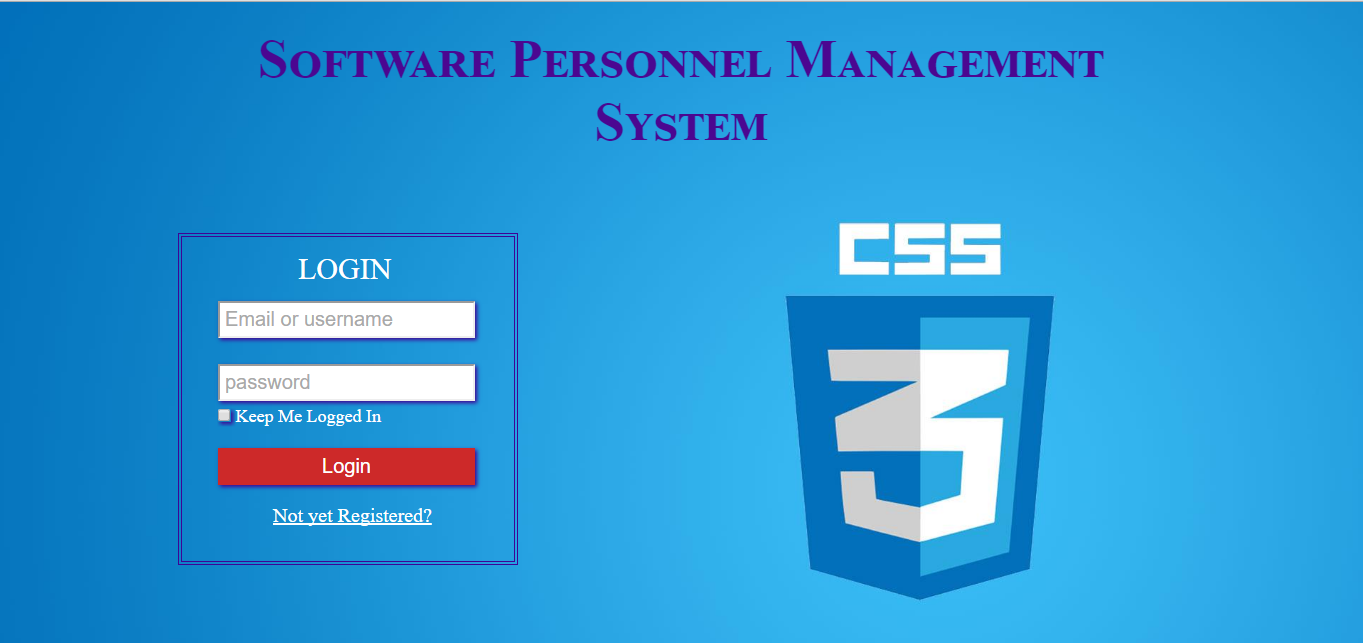 Software Personnel Management
System
LOGIN
Email or username
password
Keep Me Logged In
Login
Not yet Registered?
CSS
3